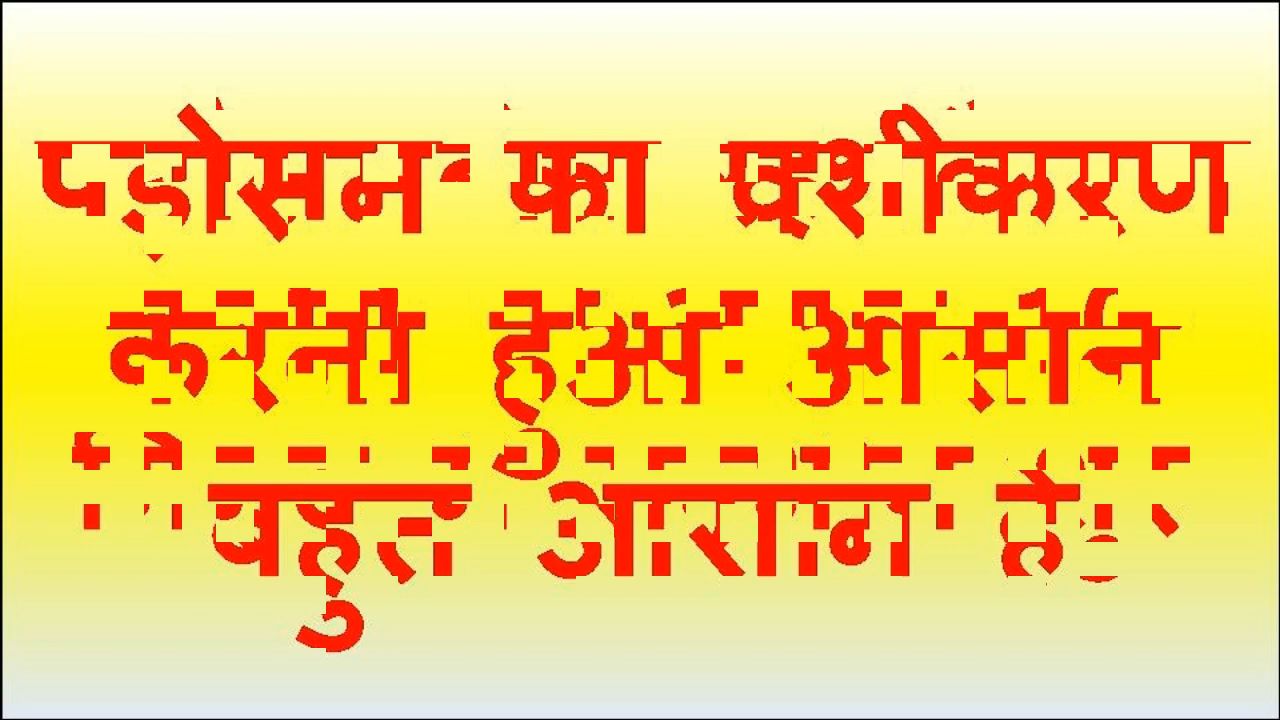 पड़ोसन का वशीकरण
करना हुआ आसान
बहुत आराम है